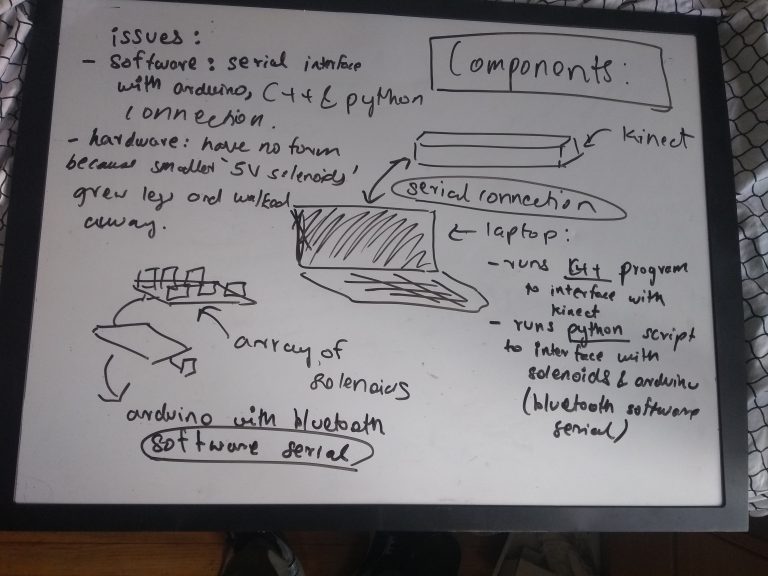 issues:
- software: serial interface
with arduino, C++ & python
connection.
- hardware: have no form
because smaller '5V solenoids'
grew legs and walked
away.
Components:
kinect
serial connection
laptop:
- runs C++ program
to interface with
kinect
- runs python script
to interface with
solenoids & arduino
(bluetooth software
serial)
array of
solenoids
arduino with bluetooth
software serial